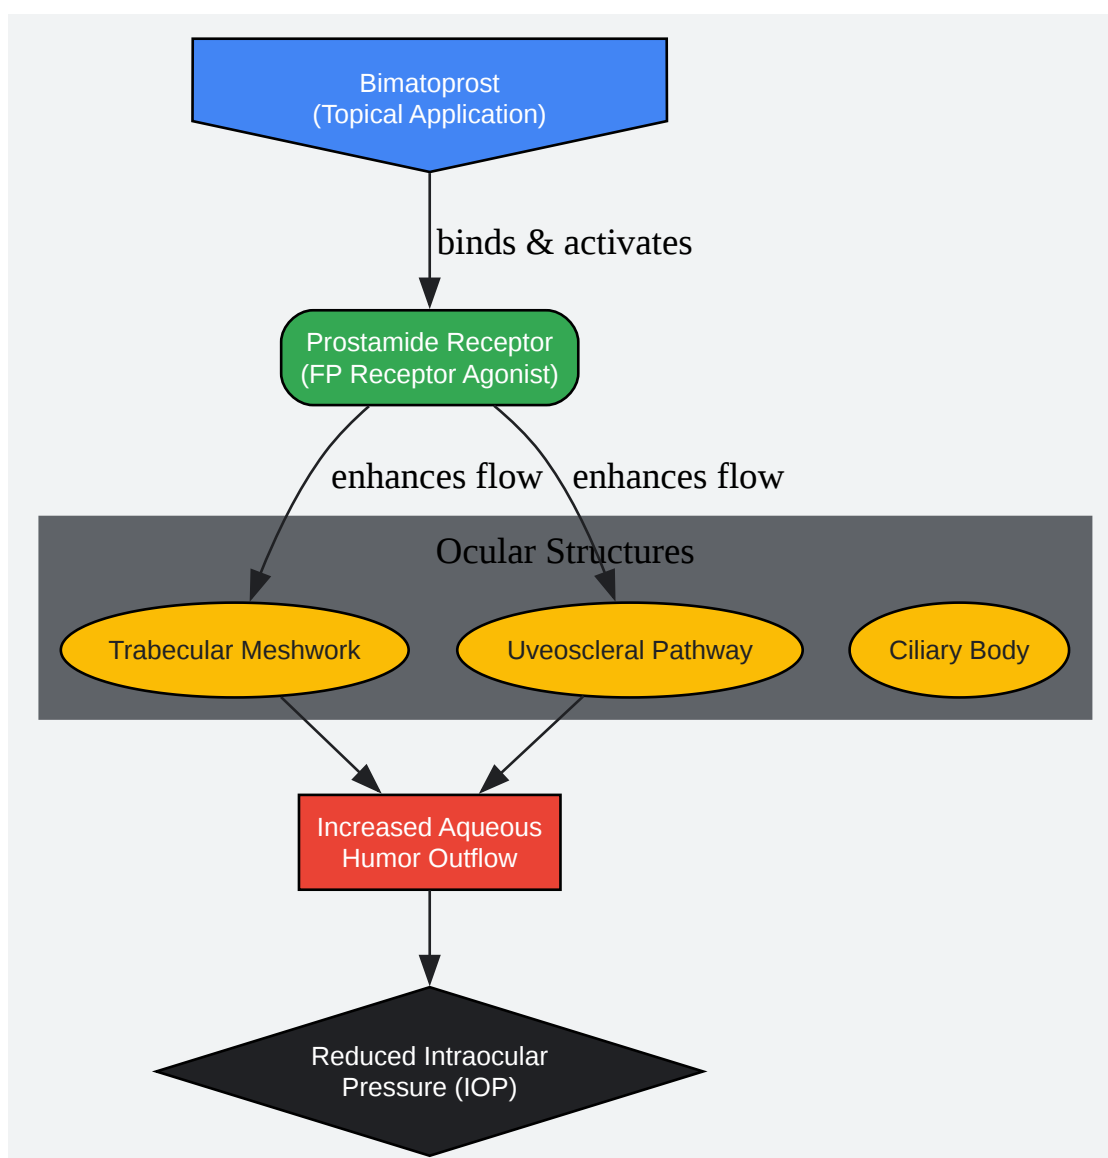 Bimatoprost
(Topical Application)
binds & activates
Prostamide Receptor
(FP Receptor Agonist)
enhances flow
enhances flow
Ocular Structures
Trabecular Meshwork
Uveoscleral Pathway
Ciliary Body
Increased Aqueous
Humor Outflow
Reduced Intraocular
Pressure (IOP)